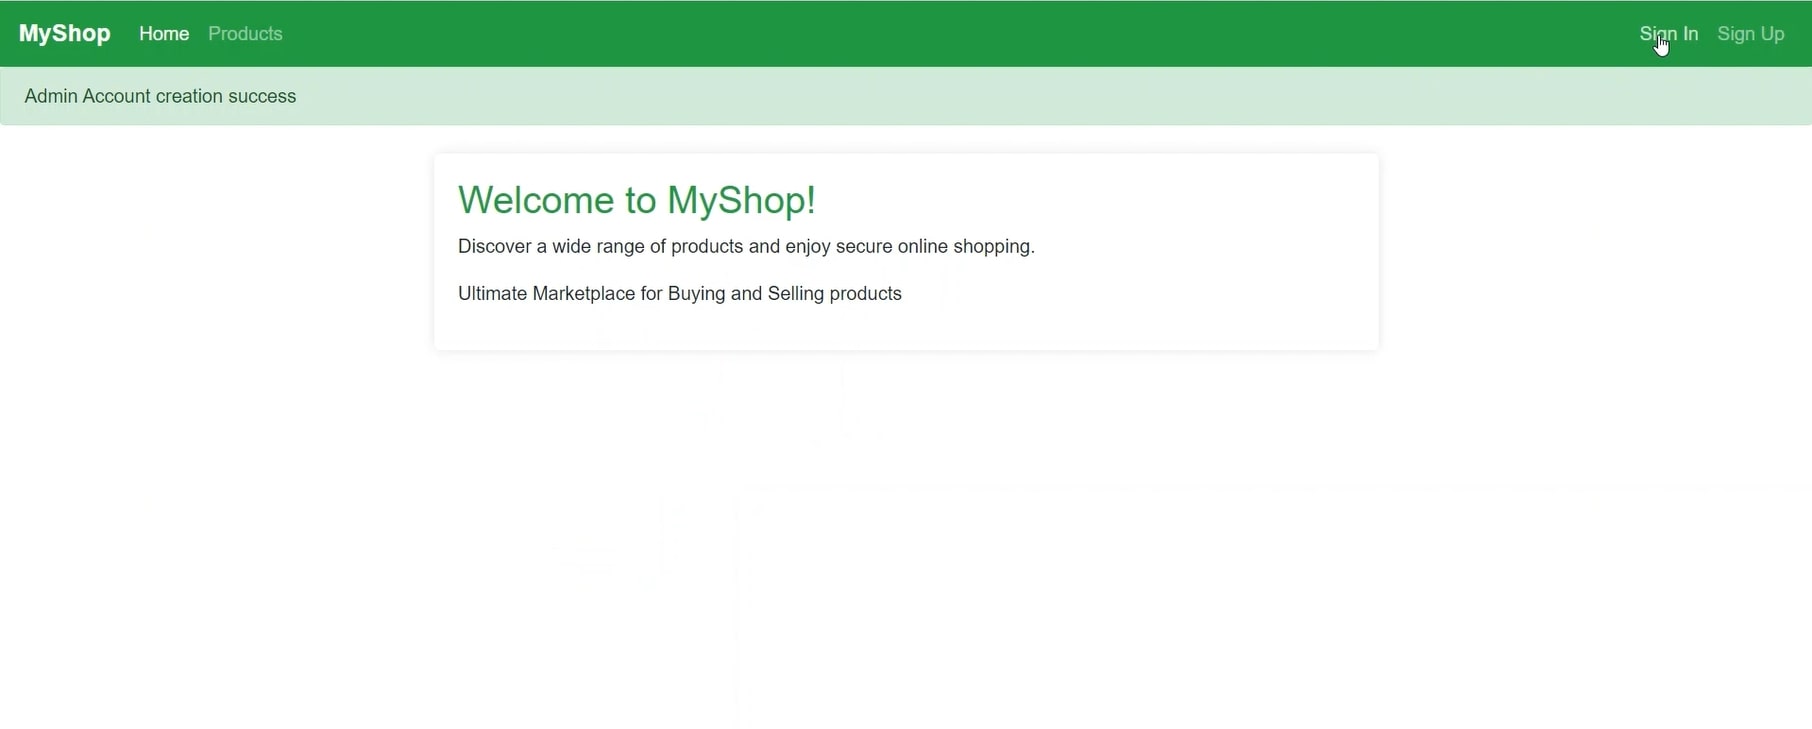 MyShop Home Products Sign In Sign Up
Admin Account creation success
Welcome to MyShop!
Discover a wide range of products and enjoy secure online shopping.
Ultimate Marketplace for Buying and Selling products